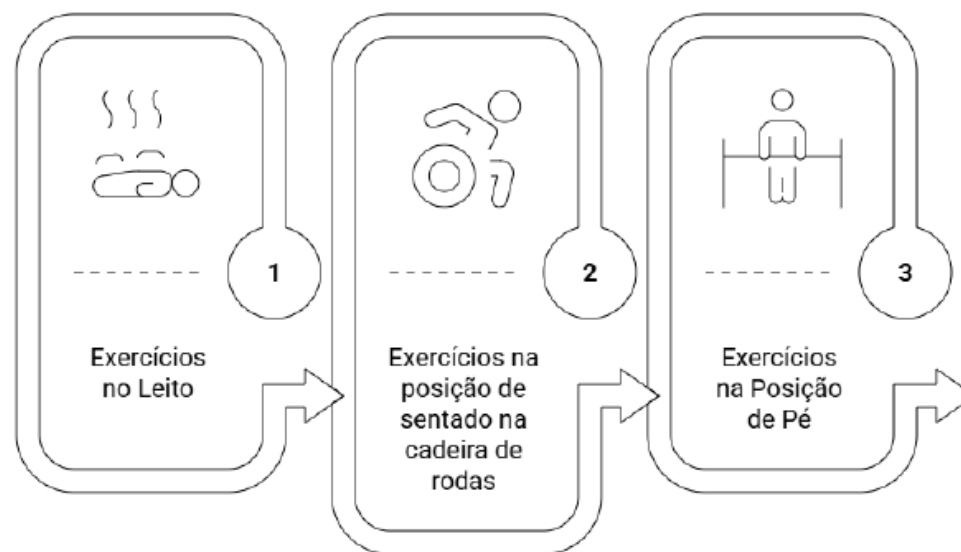 1
Exercícios
no Leito
2
Exercícios na
posição de
sentado na
cadeira de
rodas
3
Exercícios
na Posição
de Pé